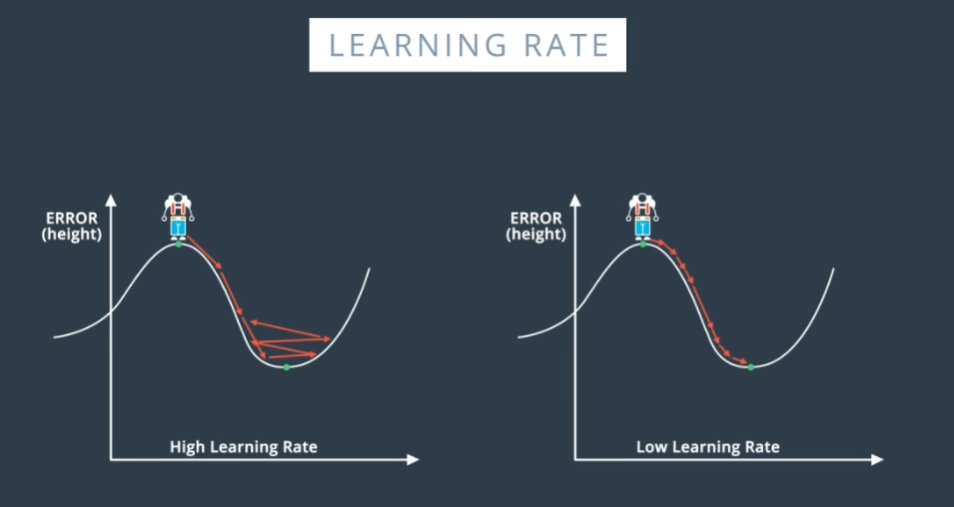 LEARNING RATE
ERROR
(height)
High Learning Rate
ERROR
(height)
Low Learning Rate